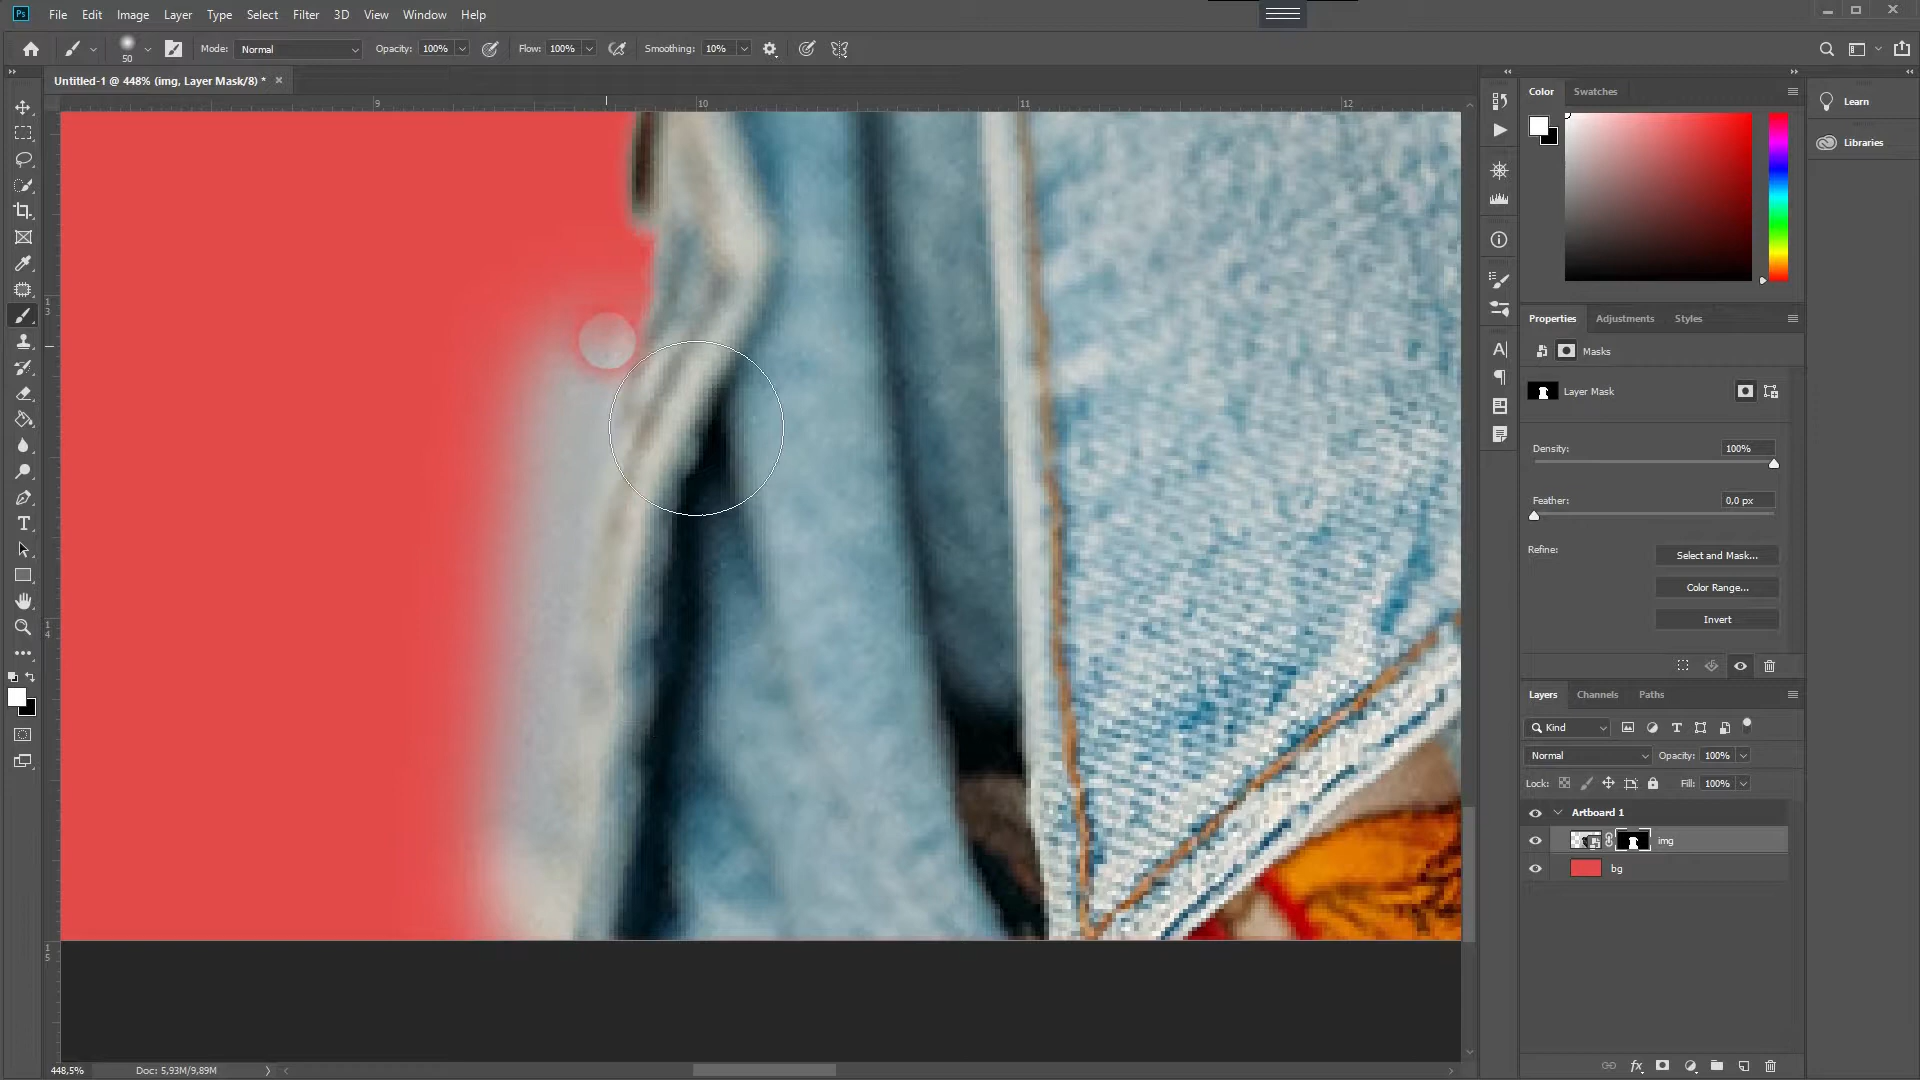 Ps File Edit Image Layer Type Select Filter 3D View Window Help
50 Mode: Normal Opacity: 100% Flow: 100% Smoothing: 10%
Untitled-1 @ 448% (img, Layer Mask/8) * ×
9 10 11 12
13
14
15
Color Swatches
Learn
Libraries
Properties Adjustments Styles
Masks
Layer Mask
Density: 100%
Feather: 0,0 px
Refine: Select and Mask...
Color Range...
Invert
Layers Channels Paths
Kind
Normal Opacity: 100%
Lock: Fill: 100%
Artboard 1
img
bg
448,5% Doc: 5,93M/9,89M